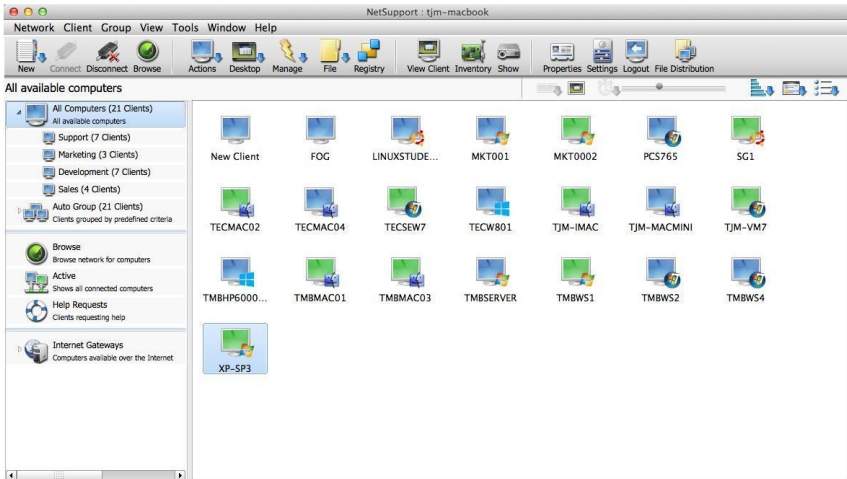 NetSupport : tjm-macbook
Network Client Group View Tools Window Help
New Connect Disconnect Browse Actions Desktop Manage File Registry View Client Inventory Show Properties Settings Logout File Distribution
All available computers
All Computers (21 Clients)
All available computers
Support (7 Clients)
Marketing (3 Clients)
Development (7 Clients)
Sales (4 Clients)
Auto Group (21 Clients)
Clients grouped by predefined criteria
Browse
Browse network for computers
Active
Shows all connected computers
Help Requests
Clients requesting help
Internet Gateways
Computers available over the Internet
New Client FOG LINUXSTUDE... MKT001 MKT0002 PCS765 SG1
TECMAC02 TECMAC04 TECSEW7 TECW801 TJM-IMAC TJM-MACMINI TJM-VM7
TMBHP6000... TMBMAC01 TMBMAC03 TMBSERVER TMBWS1 TMBWS2 TMBWS4
XP-SP3